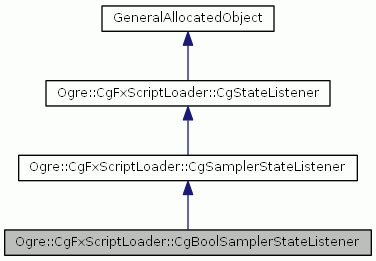 GeneralAllocatedObject
Ogre::CgFxScriptLoader::CgStateListener
Ogre::CgFxScriptLoader::CgSamplerStateListener
Ogre::CgFxScriptLoader::CgBoolSamplerStateListener